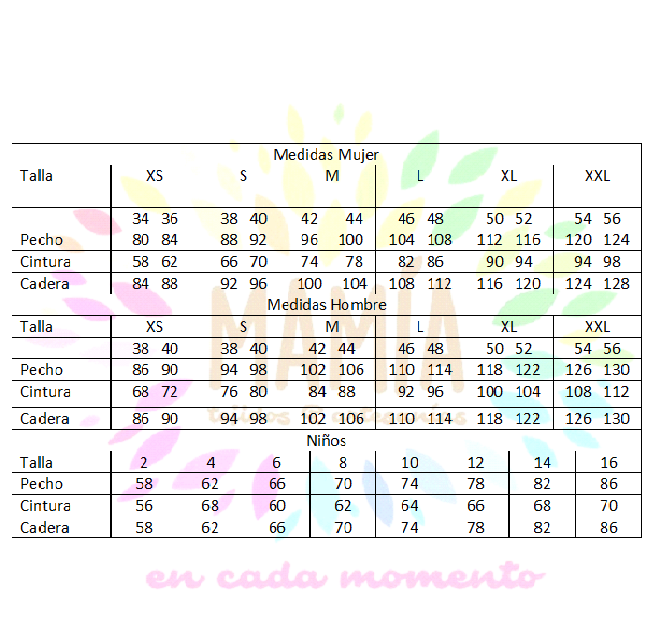 Medidas Mujer
Talla XS S M L XL XXL
34 36 38 40 42 44 46 48 50 52 54 56
Pecho 80 84 88 92 96 100 104 108 112 116 120 124
Cintura 58 62 66 70 74 78 82 86 90 94 94 98
Cadera 84 88 92 96 100 104 108 112 116 120 124 128
Medidas Hombre
Talla XS S M L XL XXL
38 40 38 40 42 44 46 48 50 52 54 56
Pecho 86 90 94 98 102 106 110 114 118 122 126 130
Cintura 68 72 76 80 84 88 92 96 100 104 108 112
Cadera 86 90 94 98 102 106 110 114 118 122 126 130
Niños
Talla 2 4 6 8 10 12 14 16
Pecho 58 62 66 70 74 78 82 86
Cintura 56 68 60 62 64 66 68 70
Cadera 58 62 66 70 74 78 82 86
MAMÍA
en cada momento